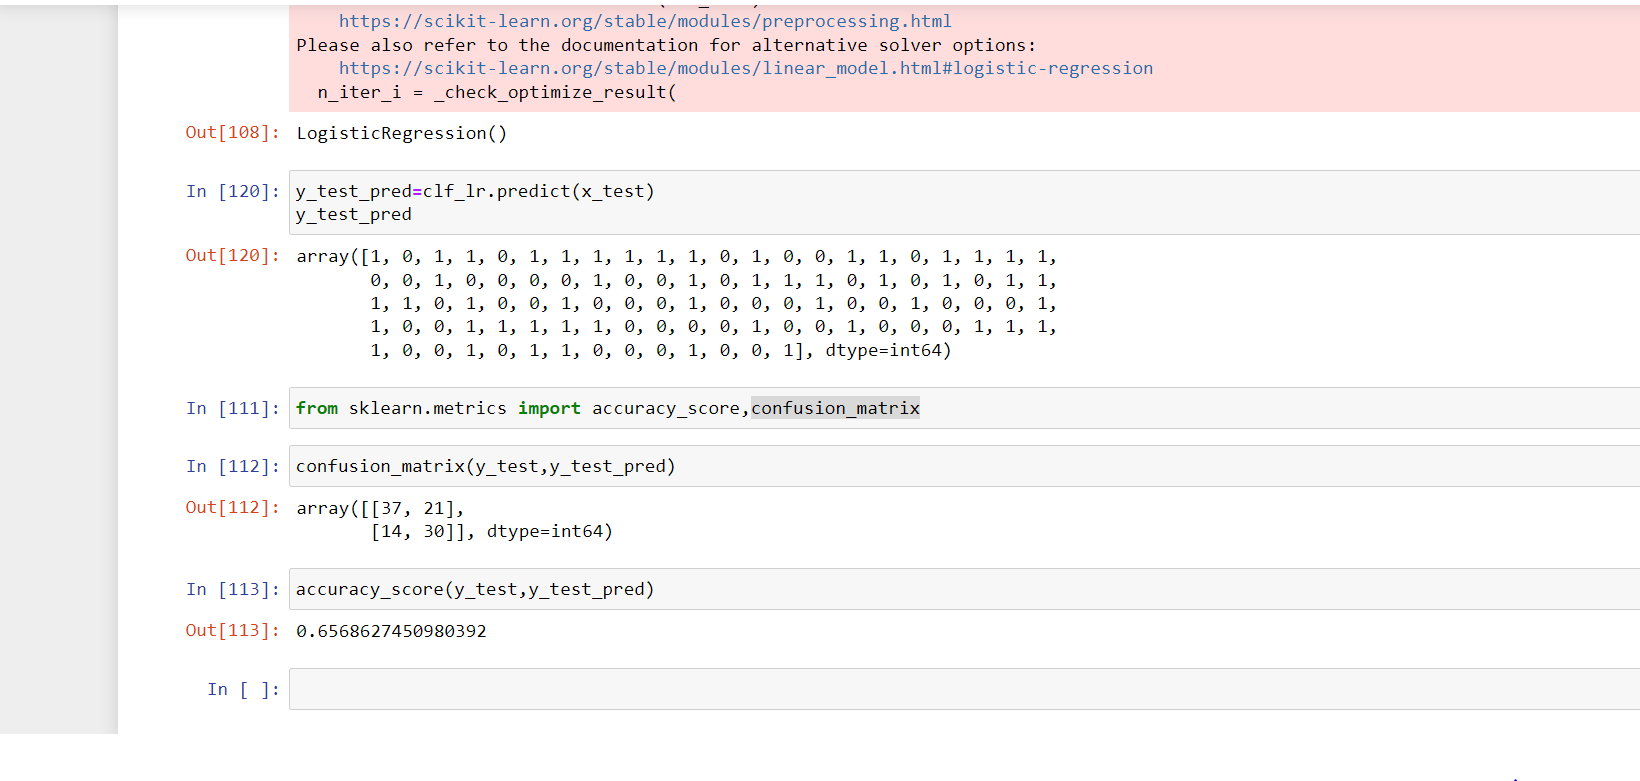 https://scikit-learn.org/stable/modules/preprocessing.html
Please also refer to the documentation for alternative solver options:
https://scikit-learn.org/stable/modules/linear_model.html#logistic-regression
n_iter_i = _check_optimize_result(
Out[108]: LogisticRegression()
In [120]: y_test_pred=clf_lr.predict(x_test)
y_test_pred
Out[120]: array([1, 0, 1, 1, 0, 1, 1, 1, 1, 1, 1, 0, 1, 0, 0, 1, 1, 0, 1, 1, 1, 1,
0, 0, 1, 0, 0, 0, 0, 1, 0, 0, 1, 0, 1, 1, 1, 0, 1, 0, 1, 0, 1, 1,
1, 1, 0, 1, 0, 0, 1, 0, 0, 0, 1, 0, 0, 0, 1, 0, 0, 1, 0, 0, 0, 1,
1, 0, 0, 1, 1, 1, 1, 1, 0, 0, 0, 0, 1, 0, 0, 1, 0, 0, 0, 1, 1, 1,
1, 0, 0, 1, 0, 1, 1, 0, 0, 0, 1, 0, 0, 1], dtype=int64)
In [111]: from sklearn.metrics import accuracy_score,confusion_matrix
In [112]: confusion_matrix(y_test,y_test_pred)
Out[112]: array([[37, 21],
[14, 30]], dtype=int64)
In [113]: accuracy_score(y_test,y_test_pred)
Out[113]: 0.6568627450980392
In [ ]: